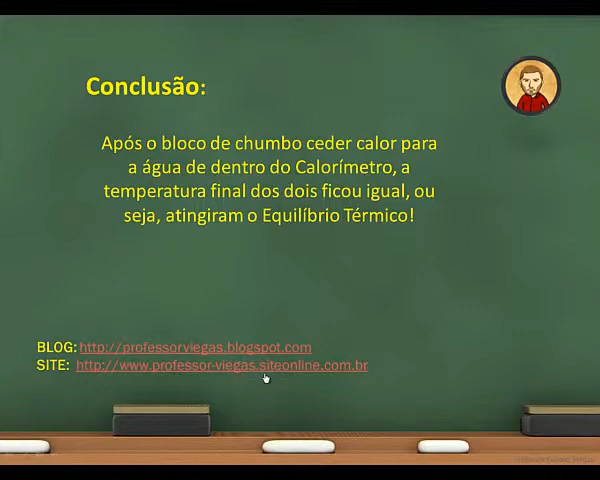 Conclusão:
Após o bloco de chumbo ceder calor para
a água de dentro do Calorímetro, a
temperatura final dos dois ficou igual, ou
seja, atingiram o Equilíbrio Térmico!
BLOG: http://professorviegas.blogspot.com
SITE: http://www.professor-viegas.siteonline.com.br